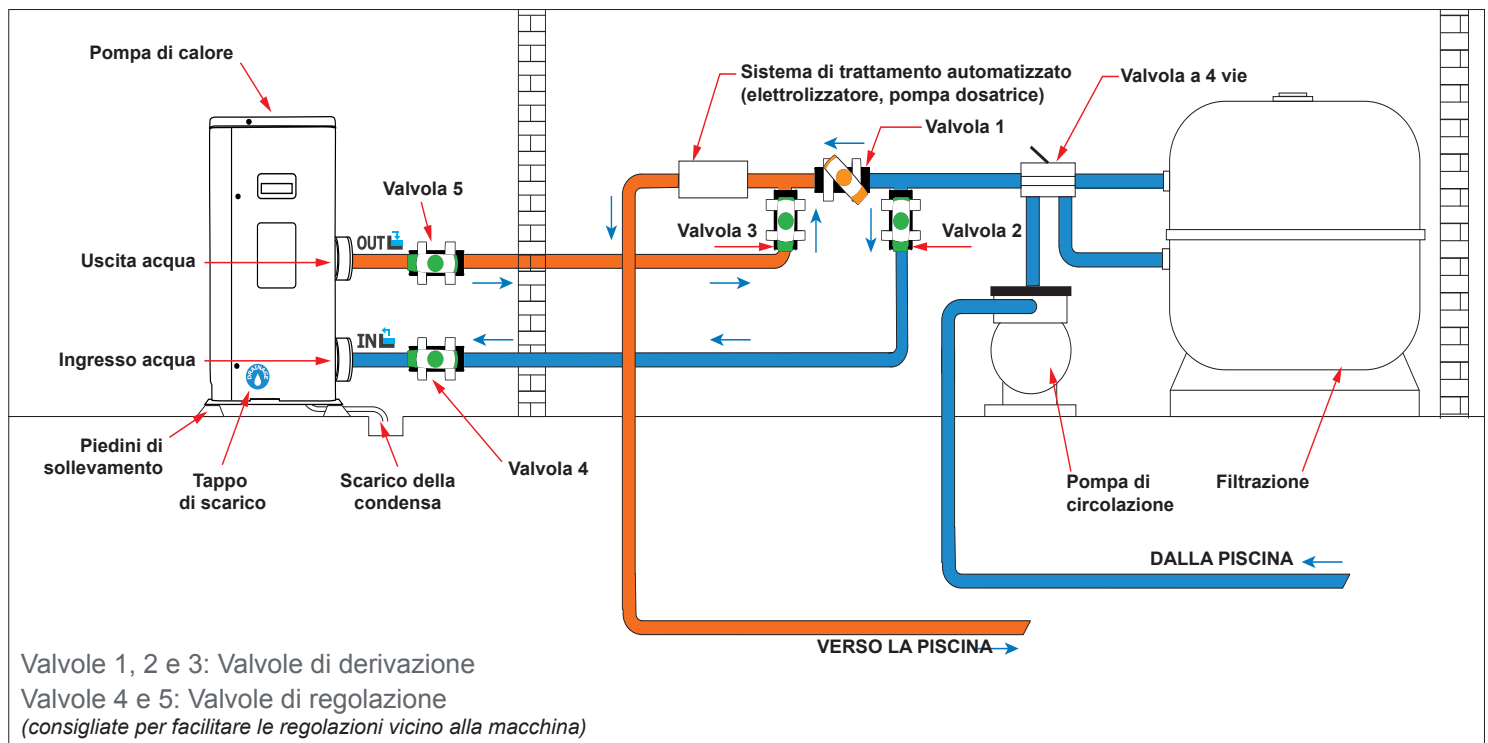 Pompa di calore
Sistema di trattamento automatizzato
(elettrolizzatore, pompa dosatrice)
Valvola a 4 vie
Valvola 1
Valvola 5
Valvola 3
Valvola 2
OUT
Uscita acqua
IN
Ingresso acqua
Piedini di
sollevamento
Tappo
di scarico
Scarico della
condensa
Valvola 4
Pompa di
circolazione
Filtrazione
DALLA PISCINA
VERSO LA PISCINA
Valvole 1, 2 e 3: Valvole di derivazione
Valvole 4 e 5: Valvole di regolazione
(consigliate per facilitare le regolazioni vicino alla macchina)